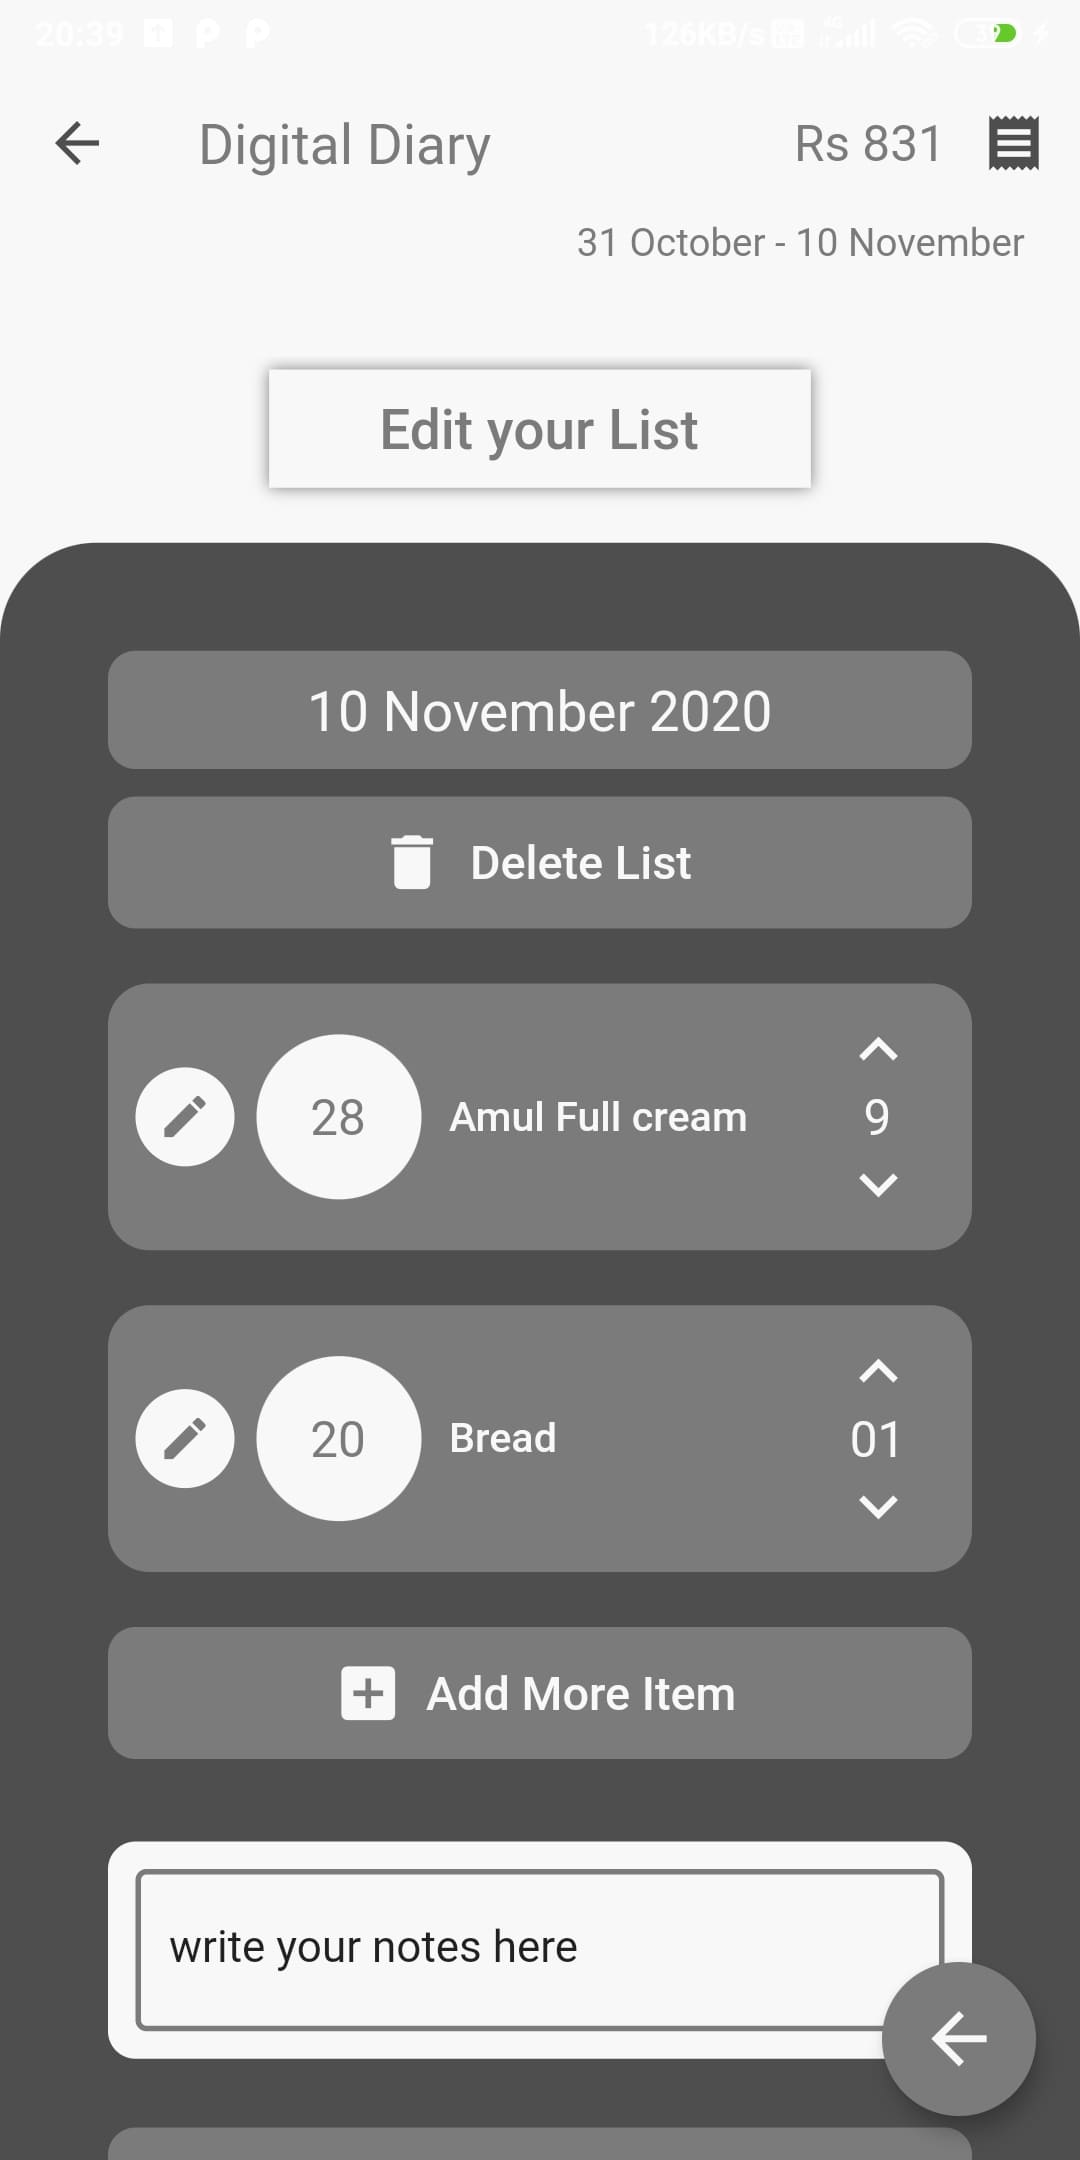 20:39 126KB/s 4G
Digital Diary Rs 831
31 October - 10 November
Edit your List
10 November 2020
Delete List
28 Amul Full cream 9
20 Bread 01
Add More Item
write your notes here